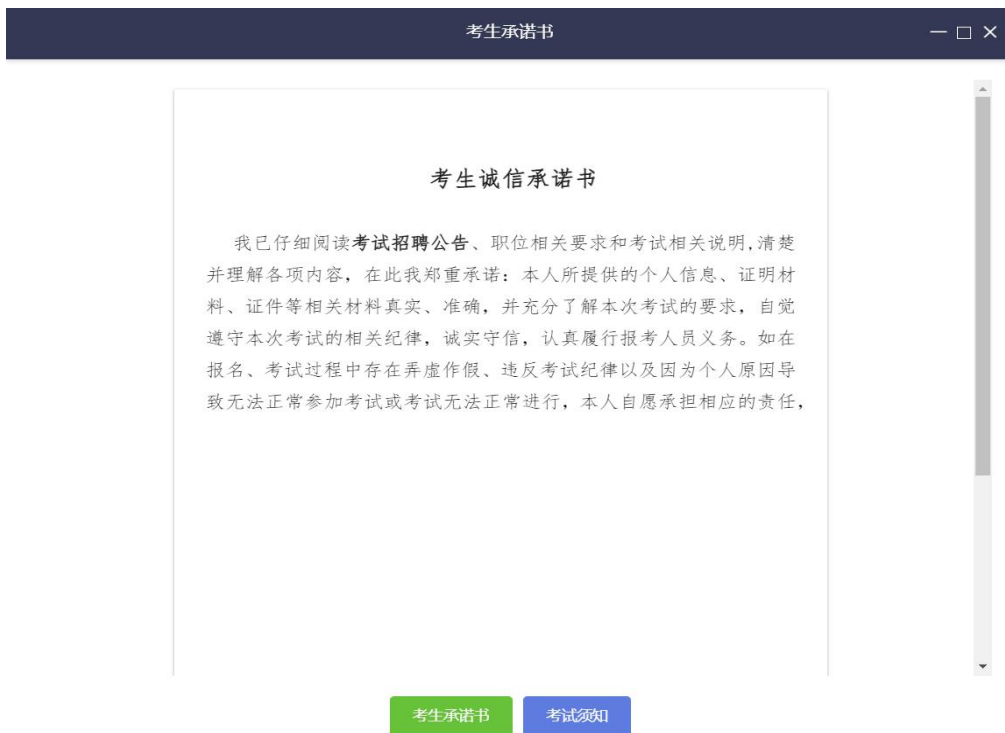 考生承诺书
考生诚信承诺书
我已仔细阅读考试招聘公告、职位相关要求和考试相关说明,清楚
并理解各项内容，在此我郑重承诺：本人所提供的个人信息、证明材
料、证件等相关材料真实、准确，并充分了解本次考试的要求，自觉
遵守本次考试的相关纪律，诚实守信，认真履行报考人员义务。如在
报名、考试过程中存在弄虚作假、违反考试纪律以及因为个人原因导
致无法正常参加考试或考试无法正常进行，本人自愿承担相应的责任，
考生承诺书 考试须知